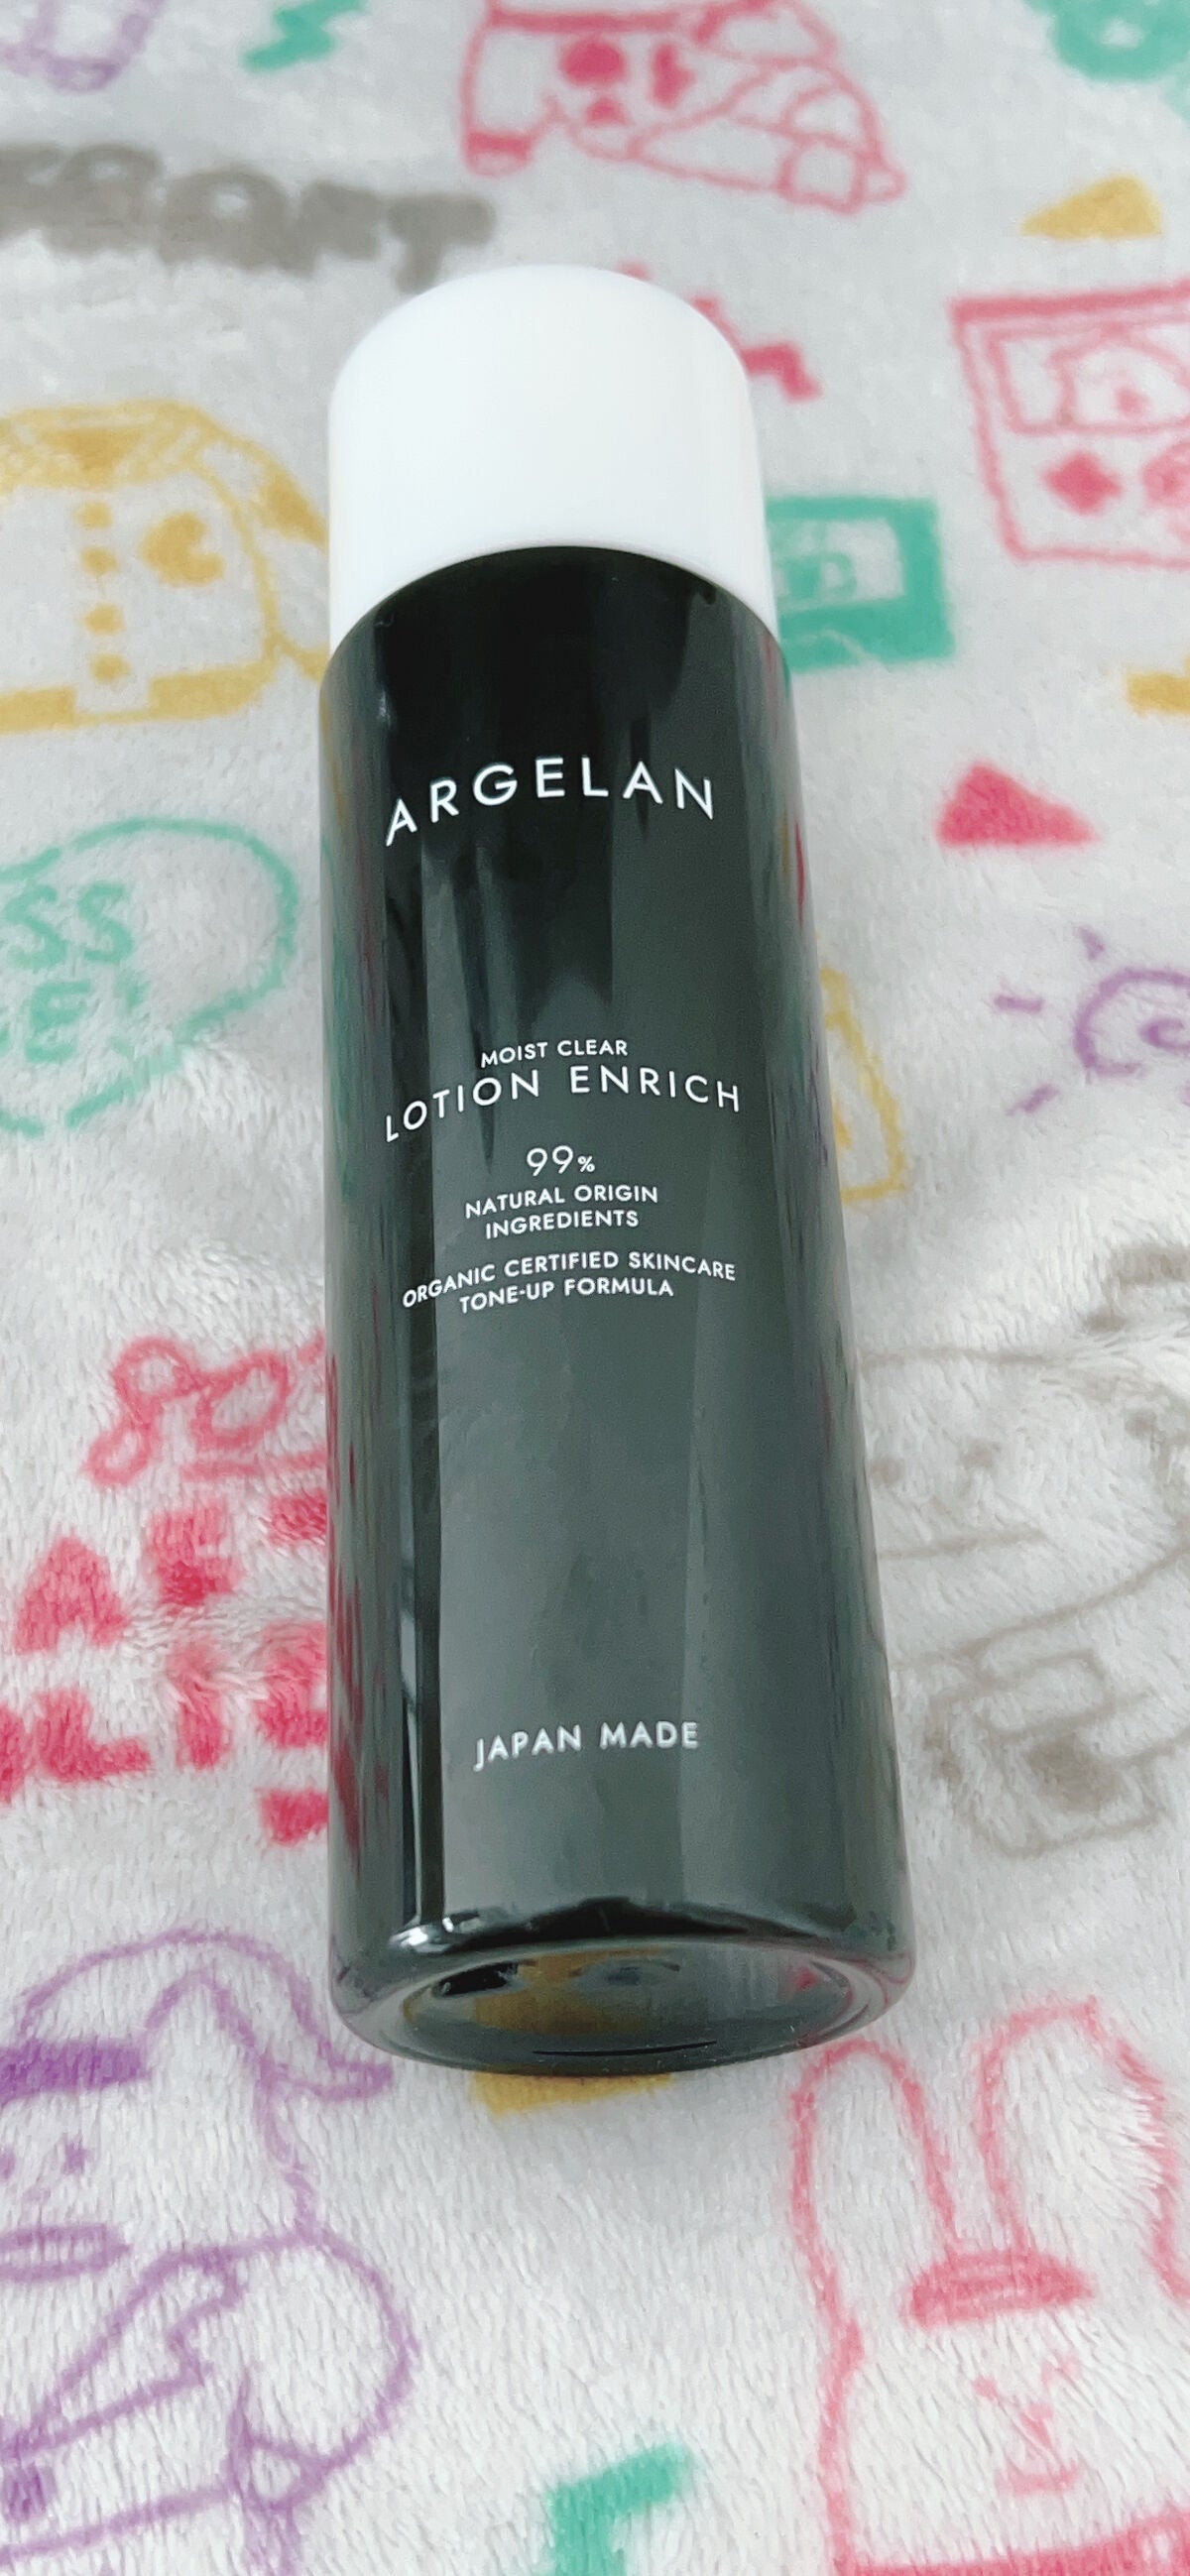 ARGELAN
MOIST CLEAR
LOTION ENRICH
99%
NATURAL ORIGIN
INGREDIENTS
ORGANIC CERTIFIED SKINCARE
TONE-UP FORMULA
JAPAN MADE